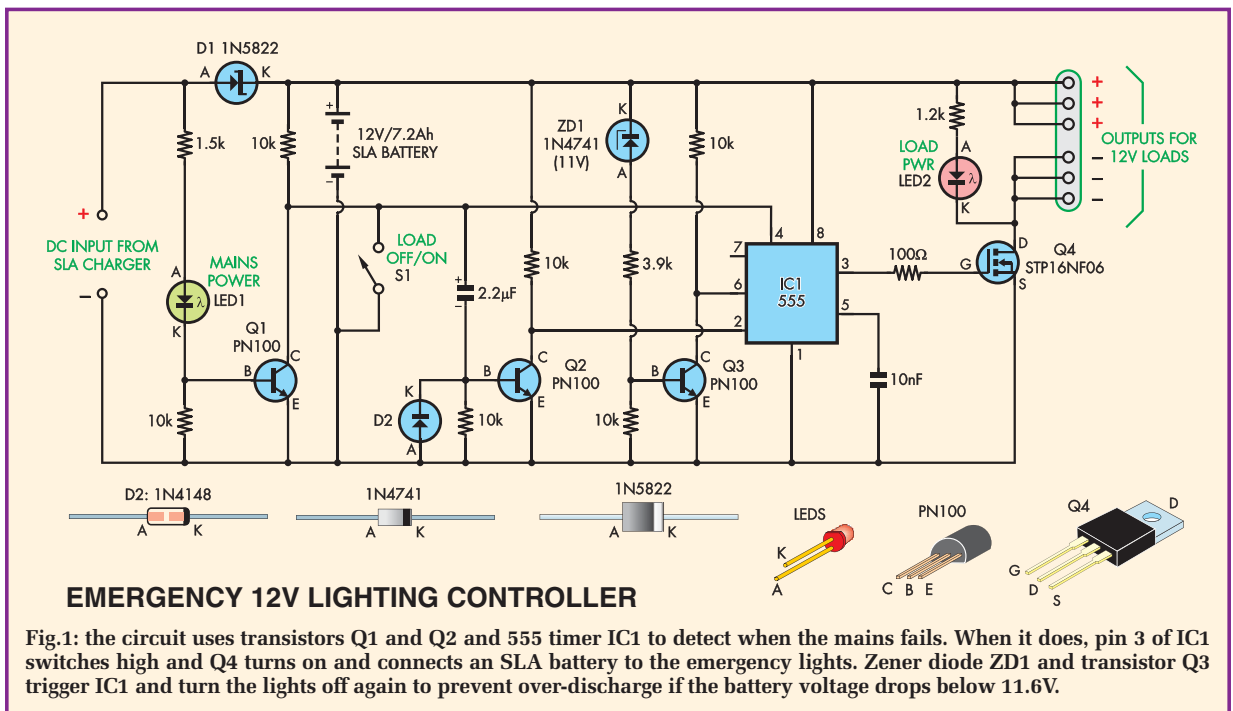 D1 1N5822
A
K
1.5k
10k
+
12V/7.2Ah
SLA BATTERY
−
K
ZD1
1N4741
(11V)
A
10k
1.2k
A
LOAD
PWR
LED2
λ
K
+
+
+
OUTPUTS FOR
12V LOADS
−
−
−
+
DC INPUT FROM
SLA CHARGER
−
MAINS
POWER
A
LED1
λ
K
LOAD
OFF/ON
S1
+
2.2µF
−
10k
3.9k
7
6
2
4
8
IC1
555
3
5
1
100Ω
G
D
S
Q4
STP16NF06
Q1
PN100
B
C
E
10k
K
D2
A
B
10k
C
E
Q2
PN100
B
10k
C
E
Q3
PN100
10nF
D2: 1N4148
A
K
1N4741
A
K
1N5822
A
K
LEDS
K
A
PN100
C B E
Q4
D
G
D
S
EMERGENCY 12V LIGHTING CONTROLLER
Fig.1: the circuit uses transistors Q1 and Q2 and 555 timer IC1 to detect when the mains fails. When it does, pin 3 of IC1
switches high and Q4 turns on and connects an SLA battery to the emergency lights. Zener diode ZD1 and transistor Q3
trigger IC1 and turn the lights off again to prevent over-discharge if the battery voltage drops below 11.6V.